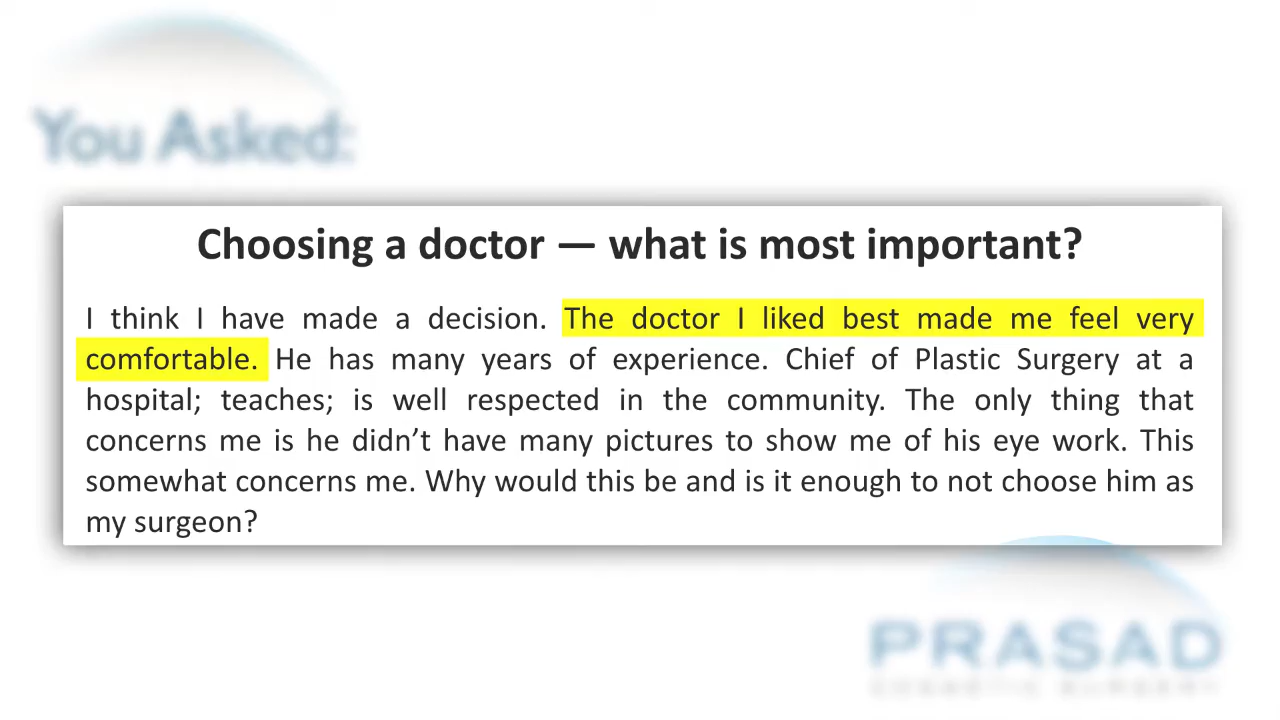 You Asked:
Choosing a doctor — what is most important?
I think I have made a decision. The doctor I liked best made me feel very
comfortable. He has many years of experience. Chief of Plastic Surgery at a
hospital; teaches; is well respected in the community. The only thing that
concerns me is he didn’t have many pictures to show me of his eye work. This
somewhat concerns me. Why would this be and is it enough to not choose him as
my surgeon?
PRASAD
COSMETIC SURGERY